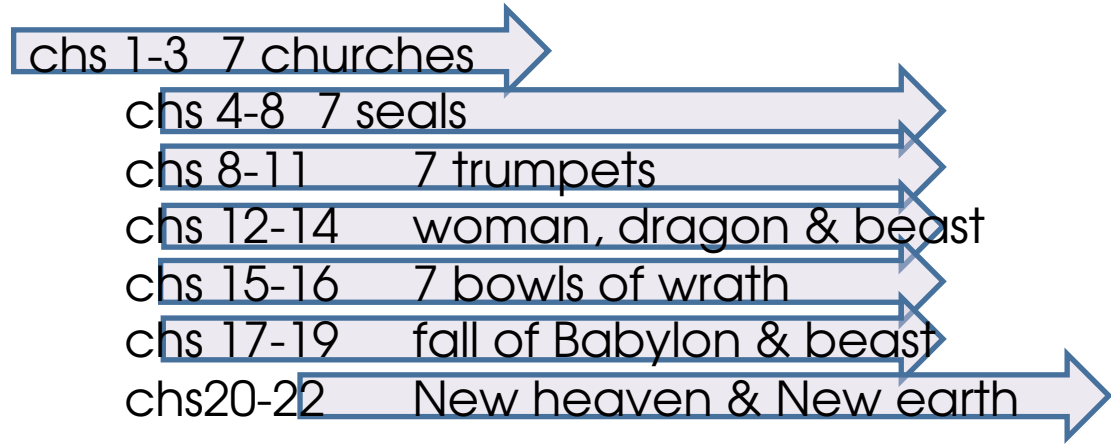 chs 1-3 7 churches
chs 4-8 7 seals
chs 8-11 7 trumpets
chs 12-14 woman, dragon & beast
chs 15-16 7 bowls of wrath
chs 17-19 fall of Babylon & beast
chs20-22 New heaven & New earth